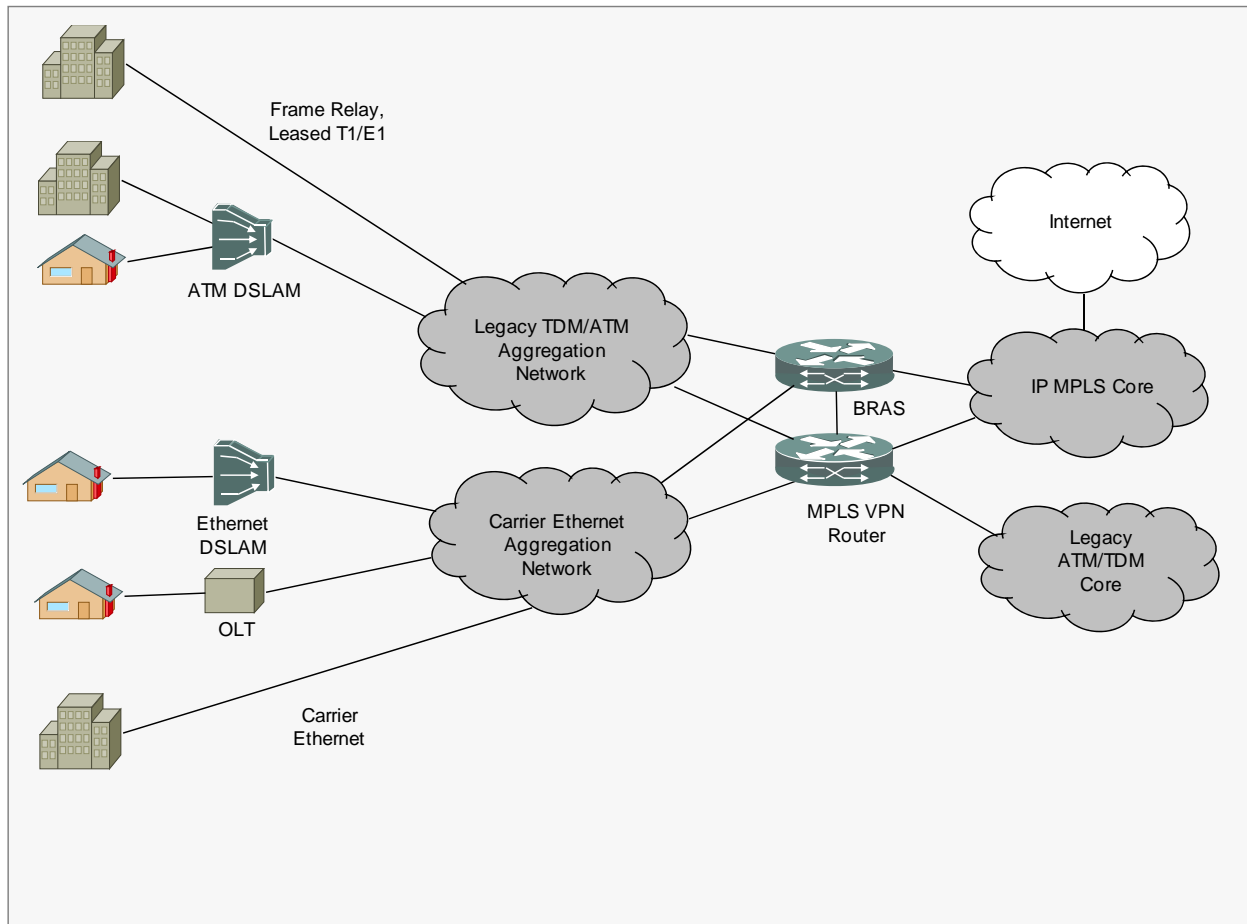 Frame Relay,
Leased T1/E1
Internet
ATM DSLAM
Legacy TDM/ATM
Aggregation
Network
IP MPLS Core
BRAS
Ethernet
DSLAM
Carrier Ethernet
Aggregation
Network
MPLS VPN
Router
Legacy
ATM/TDM
Core
OLT
Carrier
Ethernet